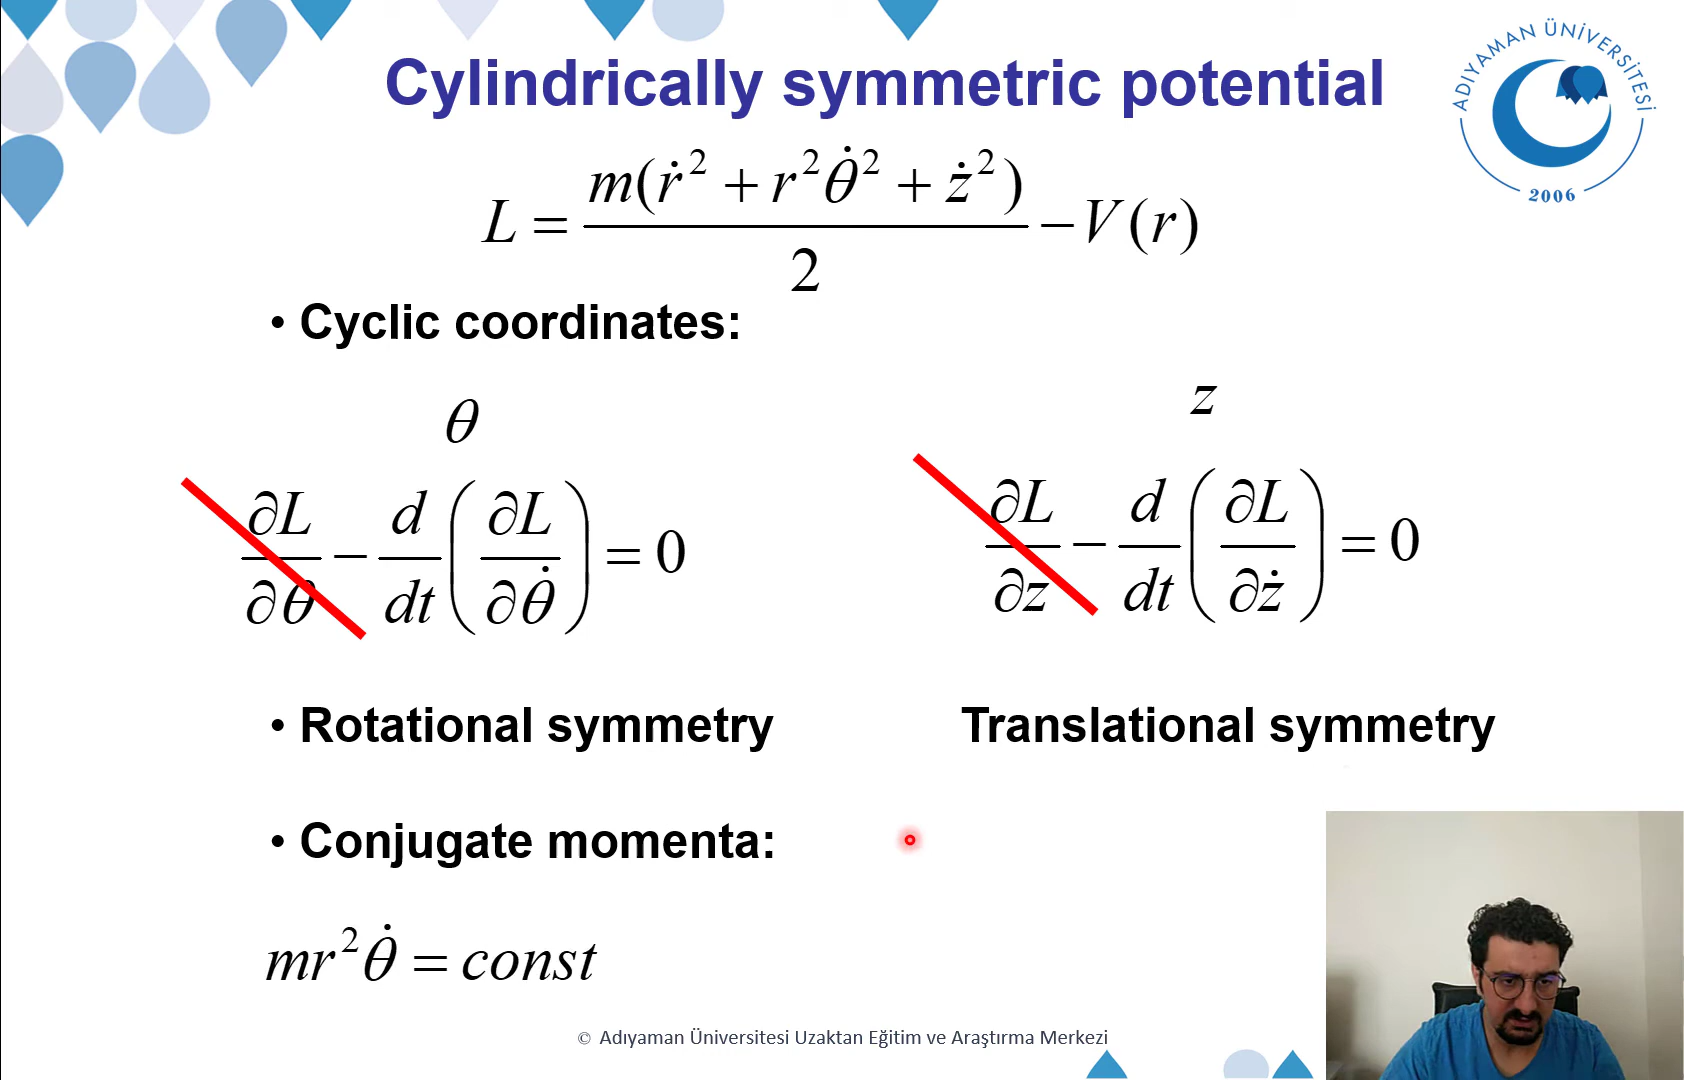 Cylindrically symmetric potential
ADIYAMAN ÜNİVERSİTESİ
2006
L = m(ṙ² + r²θ̇² + ż²) / 2 − V(r)
• Cyclic coordinates:
θ
z
∂L/∂θ − d/dt (∂L/∂θ̇) = 0
∂L/∂z − d/dt (∂L/∂ż) = 0
• Rotational symmetry
Translational symmetry
• Conjugate momenta:
mr²θ̇ = const
© Adıyaman Üniversitesi Uzaktan Eğitim ve Araştırma Merkezi